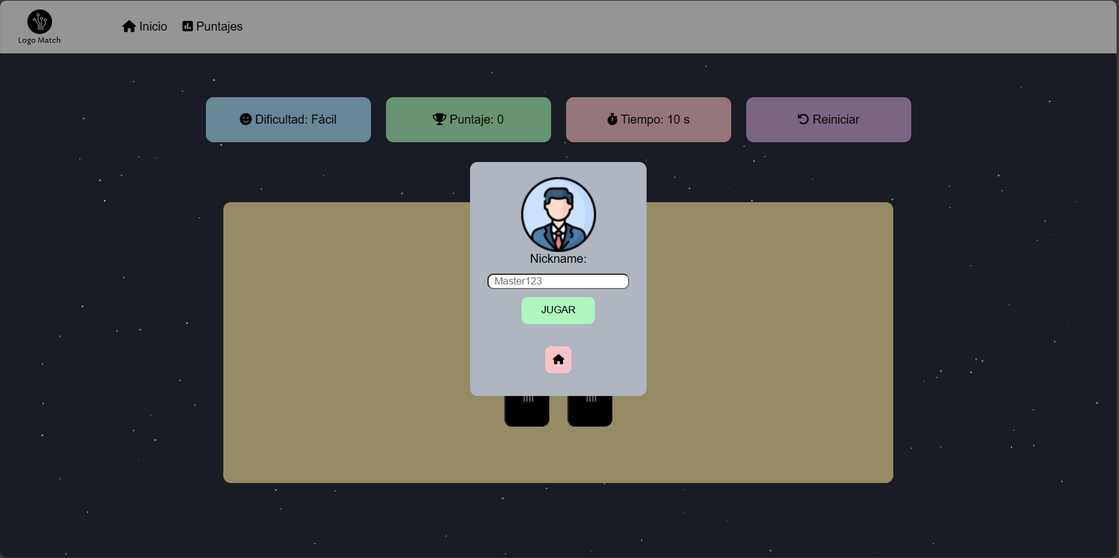 Logo Match
Inicio
Puntajes
Dificultad: Fácil
Puntaje: 0
Tiempo: 10 s
Reiniciar
Nickname:
Master123
JUGAR